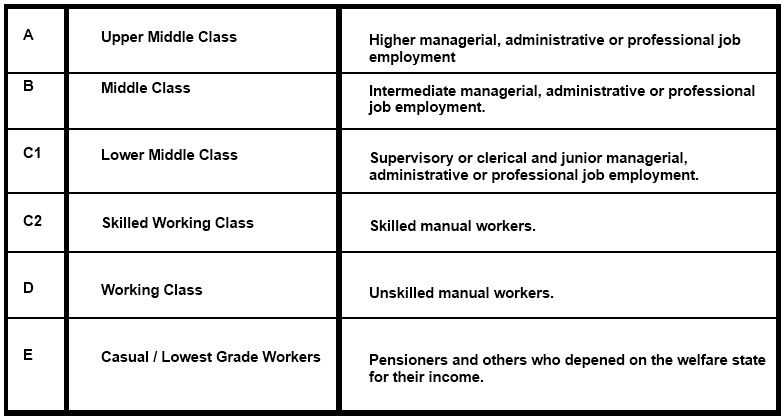 A Upper Middle Class Higher managerial, administrative or professional job
employment
B Middle Class Intermediate managerial, administrative or professional
job employment.
C1 Lower Middle Class Supervisory or clerical and junior managerial,
administrative or professional job employment.
C2 Skilled Working Class Skilled manual workers.
D Working Class Unskilled manual workers.
E Casual / Lowest Grade Workers Pensioners and others who depened on the welfare state
for their income.